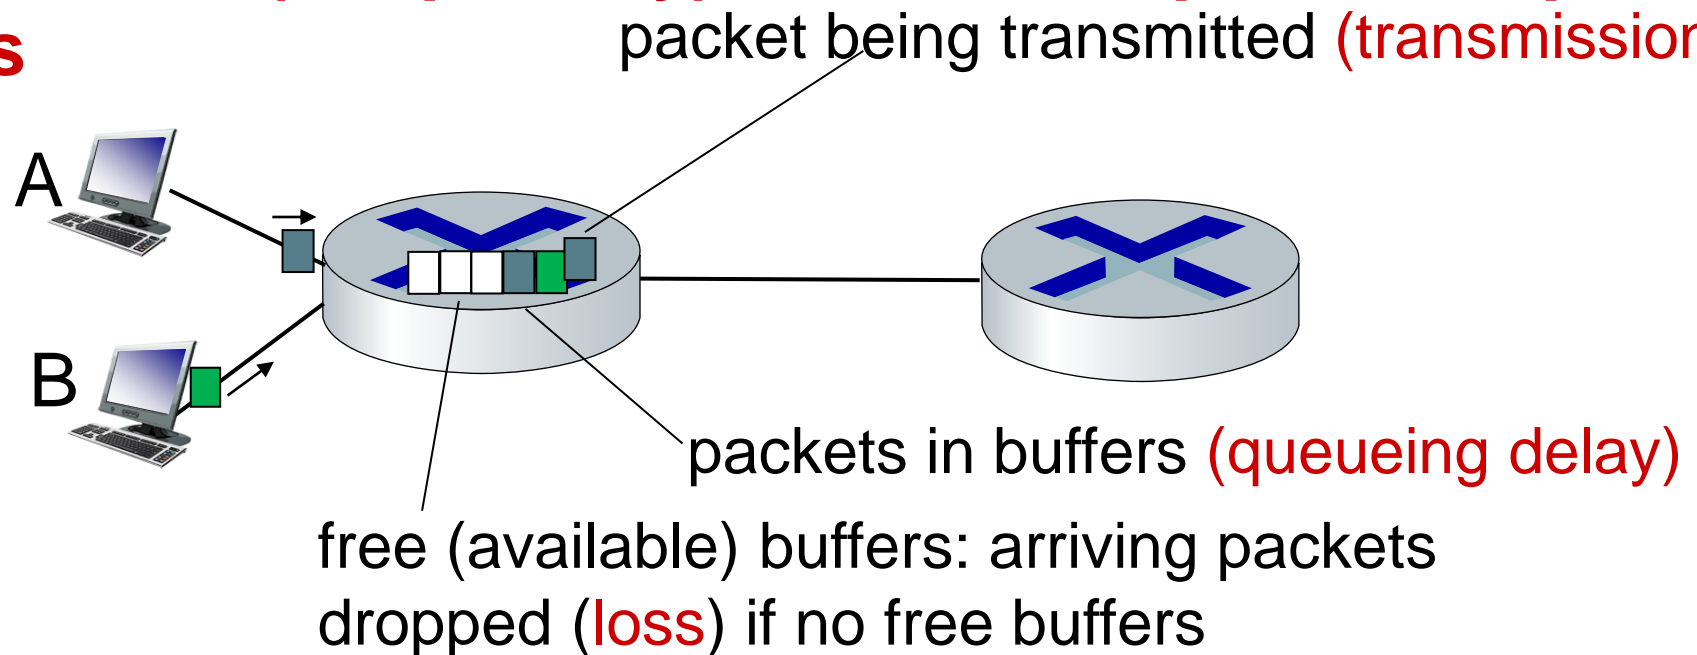 s
packet being transmitted (transmission
A
B
packets in buffers (queueing delay)
free (available) buffers: arriving packets
dropped (loss) if no free buffers